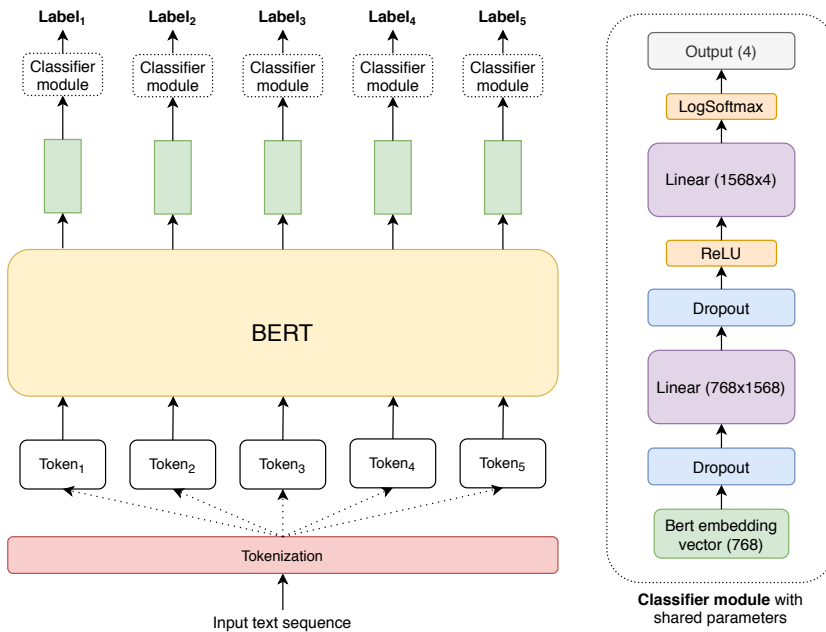 Label₁ Label₂ Label₃ Label₄ Label₅
Classifier module Classifier module Classifier module Classifier module Classifier module
BERT
Token₁ Token₂ Token₃ Token₄ Token₅
Tokenization
Input text sequence
Output (4)
LogSoftmax
Linear (1568x4)
ReLU
Dropout
Linear (768x1568)
Dropout
Bert embedding
vector (768)
Classifier module with
shared parameters